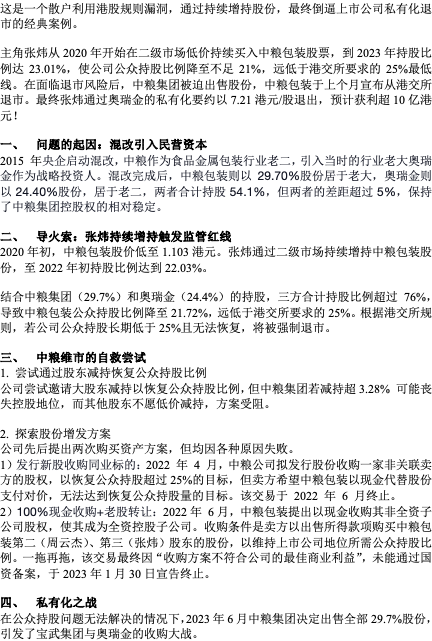 这是一个散户利用港股规则漏洞，通过持续增持股份，最终倒逼上市公司私有化退
市的经典案例。
主角张炜从 2020 年开始在二级市场低价持续买入中粮包装股票，到 2023 年持股比
例达 23.01%，使公司公众持股比例降至不足 21%，远低于港交所要求的 25%最低
线。在面临退市风险后，中粮集团被迫出售股份，中粮包装于上个月宣布从港交所
退市。最终张炜通过奥瑞金的私有化要约以 7.21 港元/股退出，预计获利超 10 亿港
元！
一、 问题的起因：混改引入民营资本
2015 年央企启动混改，中粮作为食品金属包装行业老二，引入当时的行业老大奥瑞
金作为战略投资人。混改完成后，中粮包装则以 29.70%股份居于老大，奥瑞金则
以 24.40%股份，居于老二，两者合计持股 54.1%，但两者的差距超过 5%，保持
了中粮集团控股权的相对稳定。
二、 导火索：张炜持续增持触发监管红线
2020 年初，中粮包装股价低至 1.103 港元。张炜通过二级市场持续增持中粮包装股
份，至 2022 年初持股比例达到 22.03%。
结合中粮集团（29.7%）和奥瑞金（24.4%）的持股，三方合计持股比例超过 76%，
导致中粮包装公众持股比例降至 21.72%，远低于港交所要求的 25%。根据港交所规
则，若公司公众持股长期低于 25%且无法恢复，将被强制退市。
三、 中粮维市的自救尝试
1. 尝试通过股东减持恢复公众持股比例
公司尝试邀请大股东减持以恢复公众持股比例，但中粮集团若减持超 3.28% 可能丧
失控股地位，而其他股东不愿低价减持，方案受阻。
2. 探索股份增发方案
公司先后提出两次购买资产方案，但均因各种原因失败。
1）发行新股收购同业标的：2022 年 4 月，中粮公司拟发行股份收购一家非关联卖
方的股权，以恢复公众持股超过 25%的目标，但卖方希望中粮包装以现金代替股份
支付对价，无法达到恢复公众持股量的目标。该交易于 2022 年 6 月终止。
2）100%现金收购+老股转让：2022 年 6 月，中粮包装提出以现金收购其非全资子
公司股权，使其成为全资控股子公司。收购条件是卖方以出售所得款项购买中粮包
装第二（周云杰）、第三（张炜）股东的股份，以维持上市公司地位所需公众持股比
例。一拖再拖，该交易最终因“收购方案不符合公司的最佳商业利益”，未能通过国
资备案，于 2023 年 1 月 30 日宣告终止。
四、 私有化之战
在公众持股问题无法解决的情况下，2023 年 6 月中粮集团决定出售全部 29.7%股份，
引发了宝武集团与奥瑞金的收购大战。